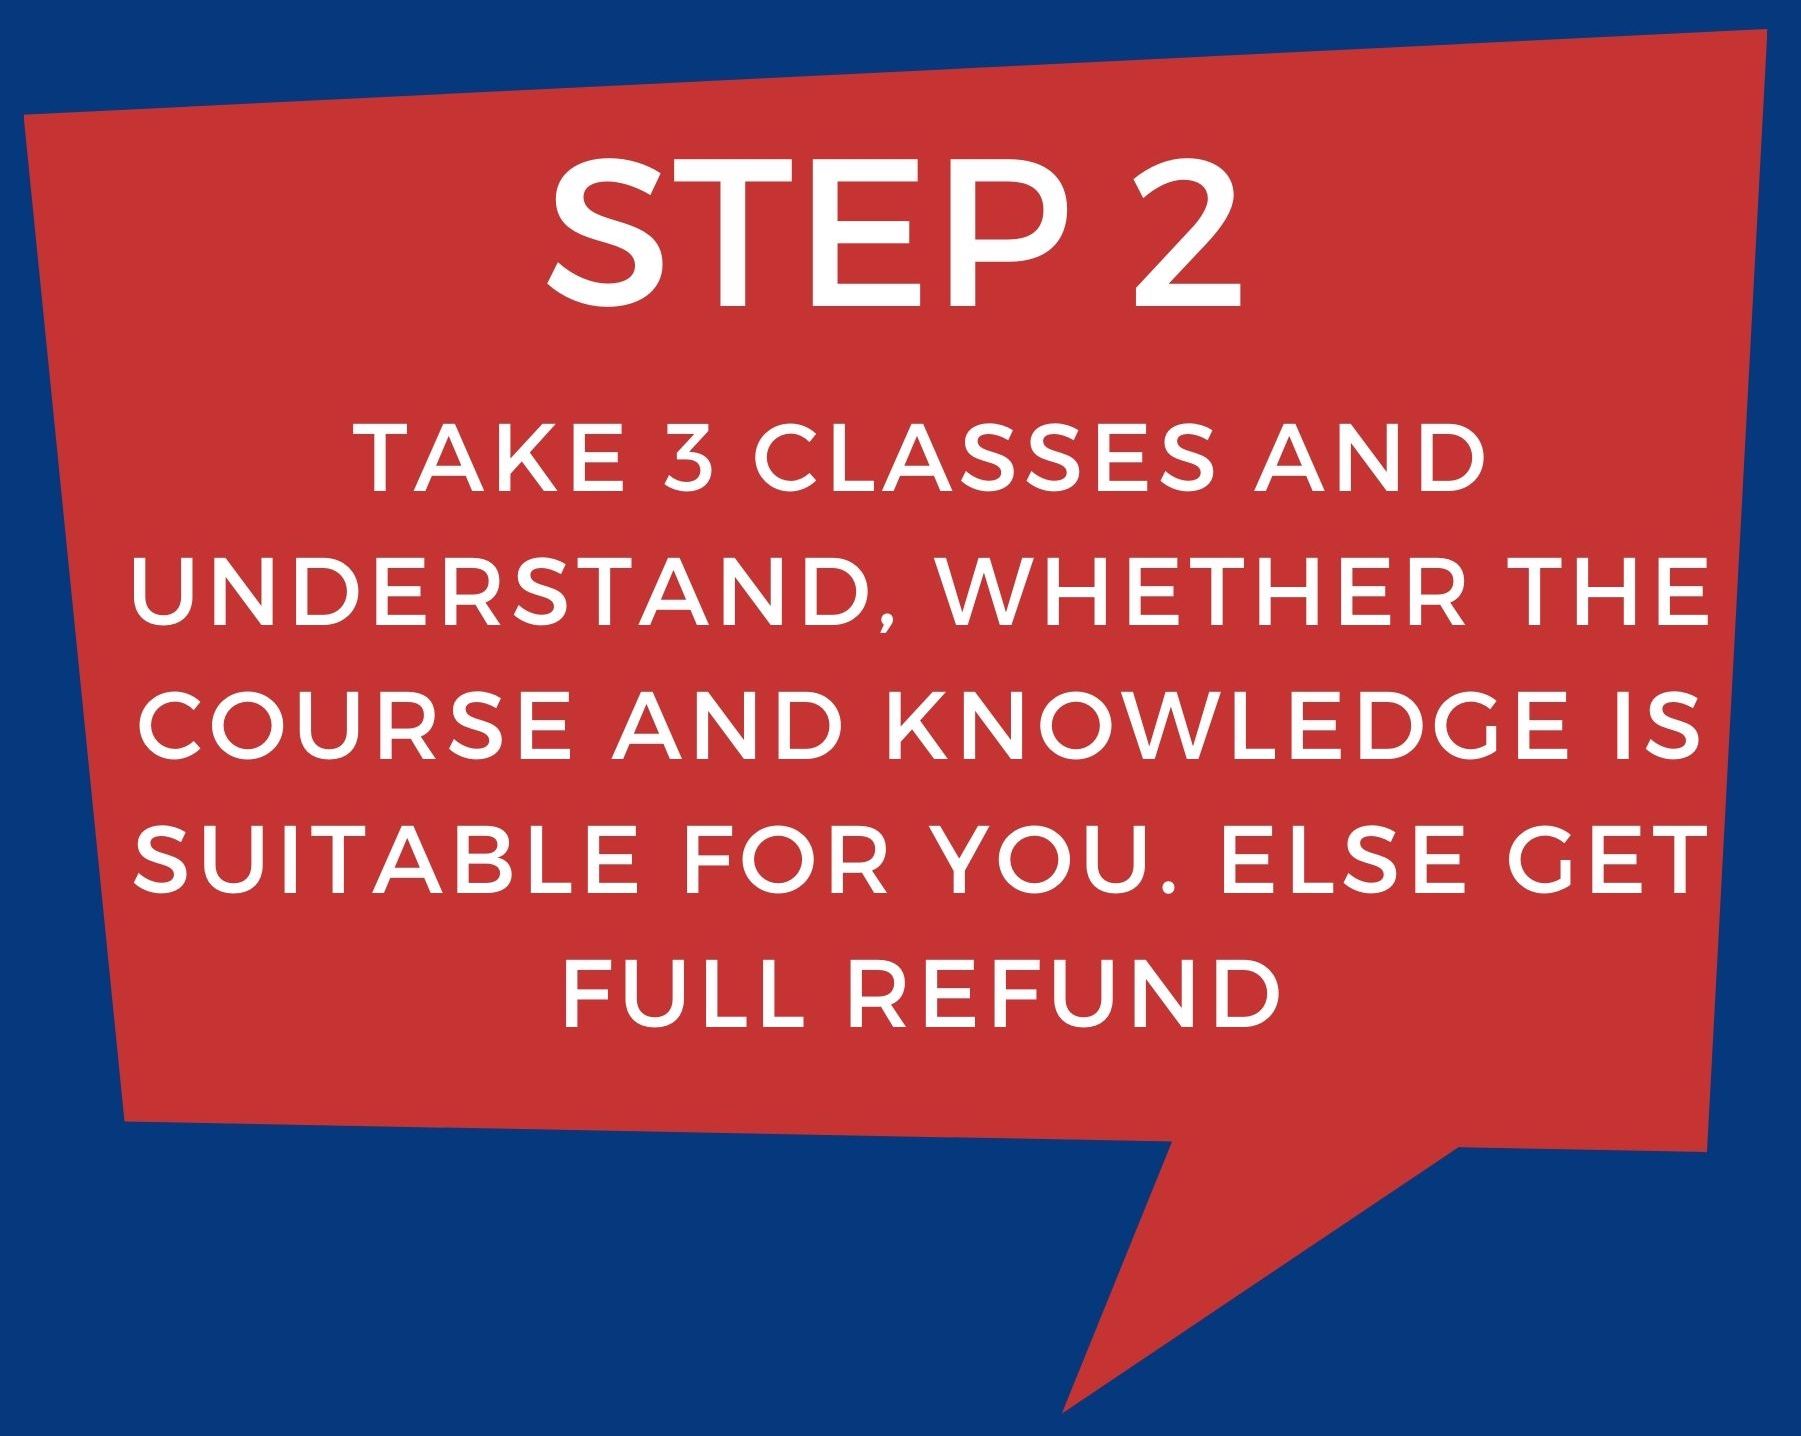 STEP 2
TAKE 3 CLASSES AND
UNDERSTAND, WHETHER THE
COURSE AND KNOWLEDGE IS
SUITABLE FOR YOU. ELSE GET
FULL REFUND